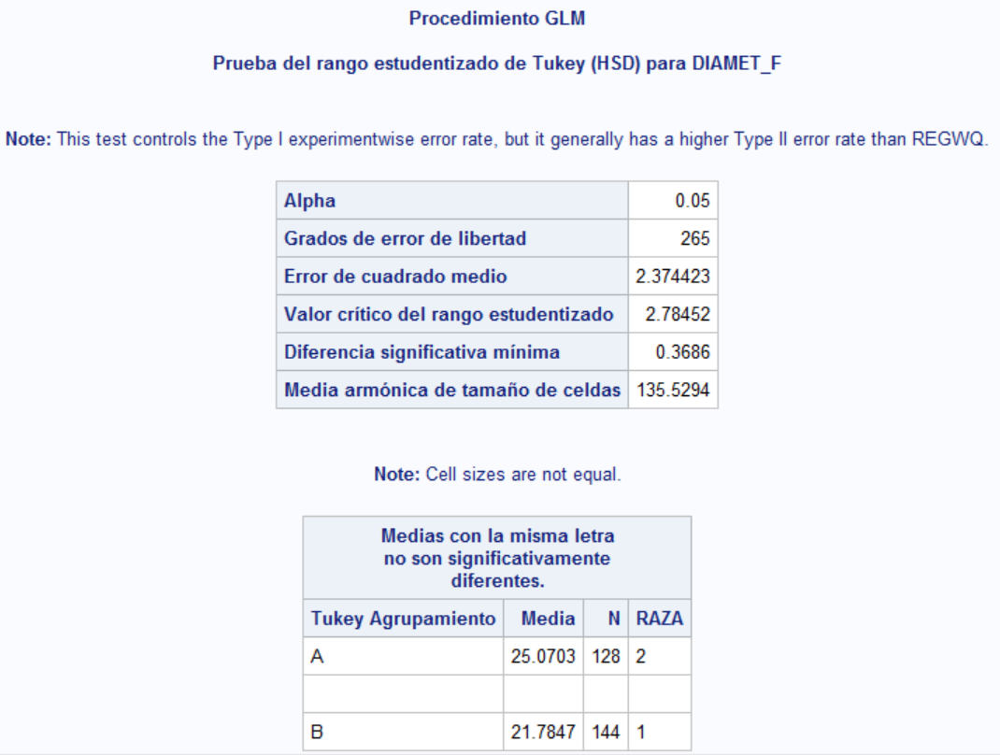 Procedimiento GLM
Prueba del rango estudentizado de Tukey (HSD) para DIAMET_F
Note: This test controls the Type I experimentwise error rate, but it generally has a higher Type II error rate than REGWQ.
Alpha 0.05
Grados de error de libertad 265
Error de cuadrado medio 2.374423
Valor crítico del rango estudentizado 2.78452
Diferencia significativa mínima 0.3686
Media armónica de tamaño de celdas 135.5294
Note: Cell sizes are not equal.
Medias con la misma letra
no son significativamente
diferentes.
Tukey Agrupamiento Media N RAZA
A 25.0703 128 2
B 21.7847 144 1